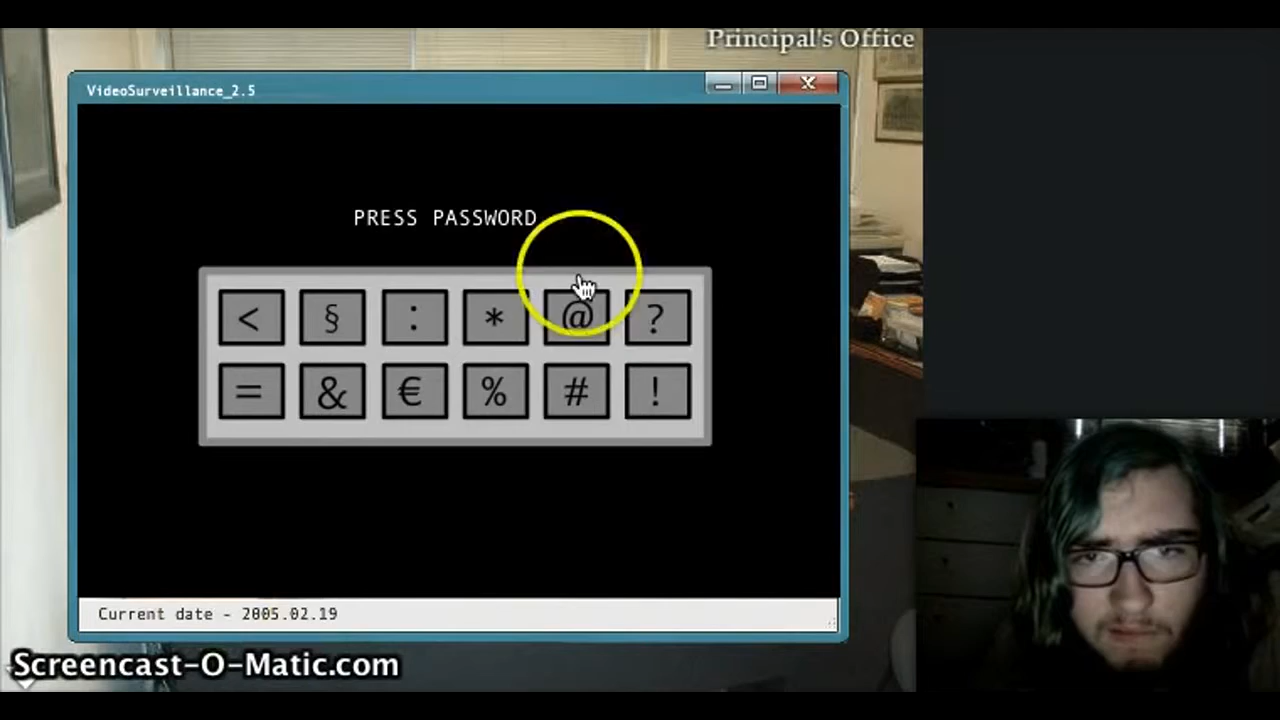 Principal's Office
VideoSurveillance_2.5
PRESS PASSWORD
< § : * @ ?
= & € % # !
Current date - 2005.02.19
Screencast-O-Matic.com